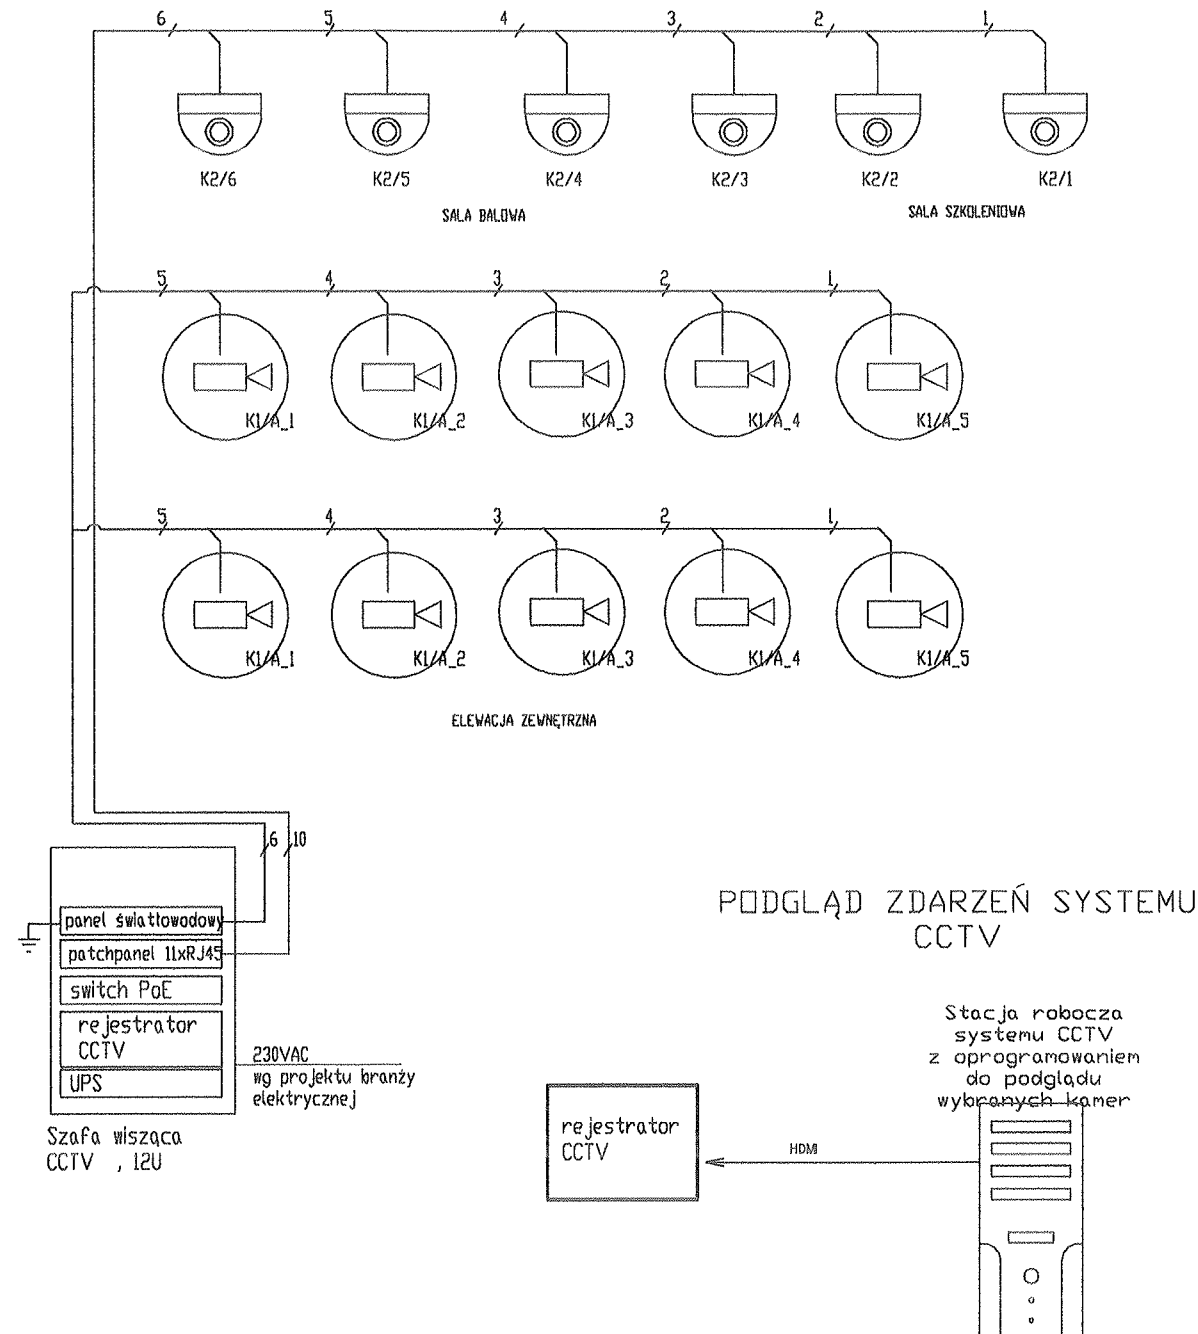 6 5 4 3 2 1
K2/6 K2/5 K2/4 K2/3 K2/2 K2/1
SALA BALOWA SALA SZKOLENIOWA
5 4 3 2 1
K1/A_1 K1/A_2 K1/A_3 K1/A_4 K1/A_5
5 4 3 2 1
K1/A_1 K1/A_2 K1/A_3 K1/A_4 K1/A_5
ELEWACJA ZEWNĘTRZNA
6 10
panel światłowodowy
patchpanel 11xRJ45
switch PoE
rejestrator
CCTV
UPS
230VAC
wg projektu branży
elektrycznej
Szafa wisząca
CCTV , 12U
PODGLĄD ZDARZEŃ SYSTEMU
CCTV
Stacja robocza
systemu CCTV
z oprogramowaniem
do podglądu
wybranych kamer
rejestrator
CCTV
HDMI